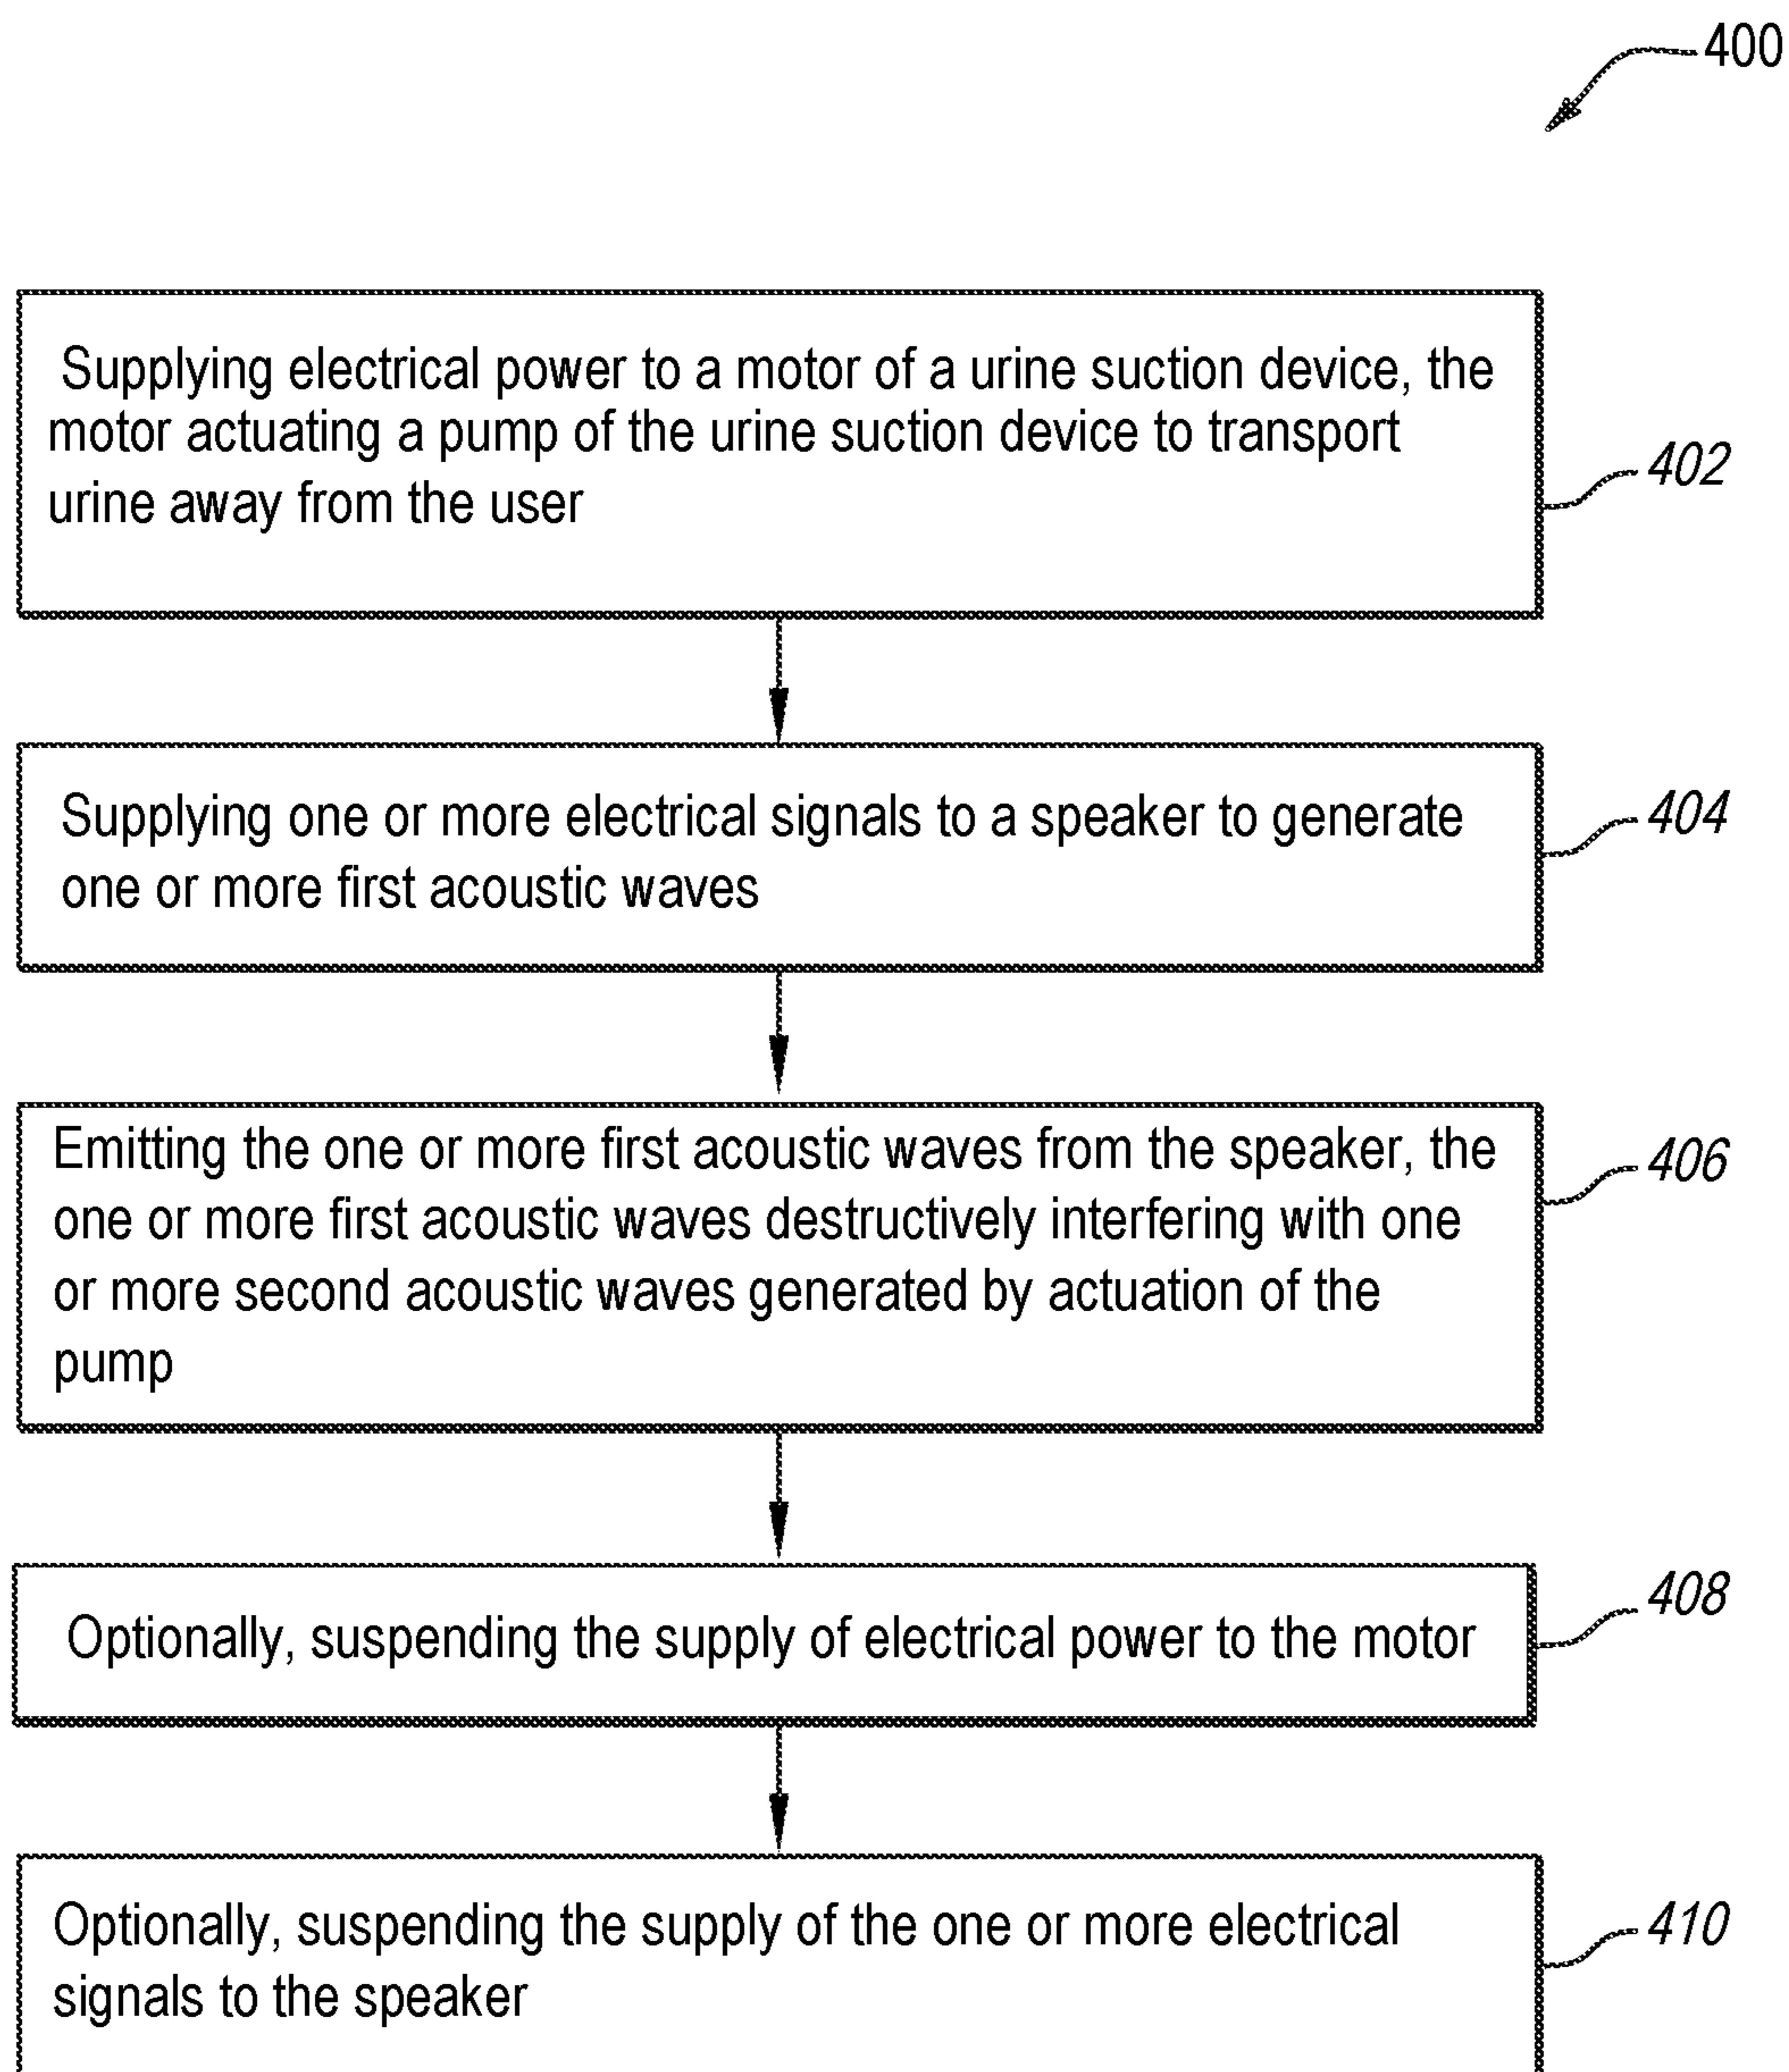 400
Supplying electrical power to a motor of a urine suction device, the
motor actuating a pump of the urine suction device to transport
urine away from the user
402
Supplying one or more electrical signals to a speaker to generate
one or more first acoustic waves
404
Emitting the one or more first acoustic waves from the speaker, the
one or more first acoustic waves destructively interfering with one
or more second acoustic waves generated by actuation of the
pump
406
Optionally, suspending the supply of electrical power to the motor
408
Optionally, suspending the supply of the one or more electrical
signals to the speaker
410